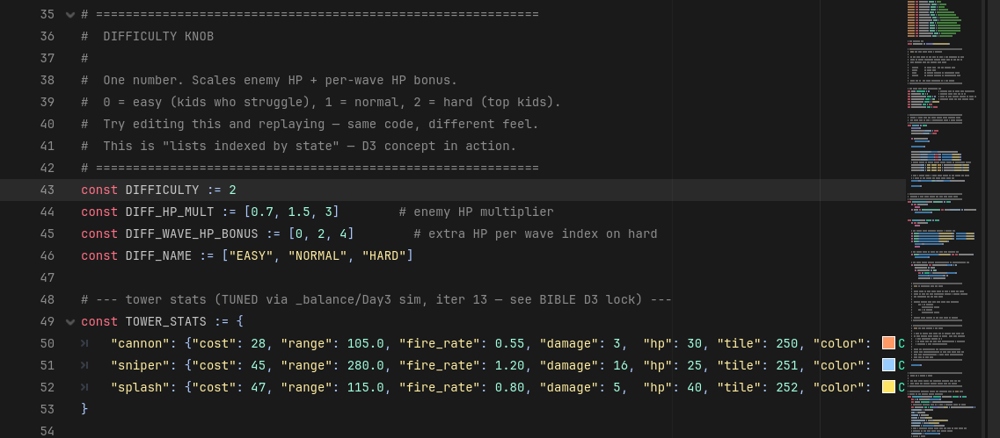 35 # ============================================================
36 #  DIFFICULTY KNOB
37 #
38 #  One number. Scales enemy HP + per-wave HP bonus.
39 #  0 = easy (kids who struggle), 1 = normal, 2 = hard (top kids).
40 #  Try editing this and replaying — same code, different feel.
41 #  This is "lists indexed by state" — D3 concept in action.
42 # ============================================================
43 const DIFFICULTY := 2
44 const DIFF_HP_MULT := [0.7, 1.5, 3]        # enemy HP multiplier
45 const DIFF_WAVE_HP_BONUS := [0, 2, 4]        # extra HP per wave index on hard
46 const DIFF_NAME := ["EASY", "NORMAL", "HARD"]
47
48 # --- tower stats (TUNED via _balance/Day3 sim, iter 13 — see BIBLE D3 lock) ---
49 const TOWER_STATS := {
50     "cannon": {"cost": 28, "range": 105.0, "fire_rate": 0.55, "damage": 3,  "hp": 30, "tile": 250, "color": C
51     "sniper": {"cost": 45, "range": 280.0, "fire_rate": 1.20, "damage": 16, "hp": 25, "tile": 251, "color": C
52     "splash": {"cost": 47, "range": 115.0, "fire_rate": 0.80, "damage": 5,  "hp": 40, "tile": 252, "color": C
53 }
54